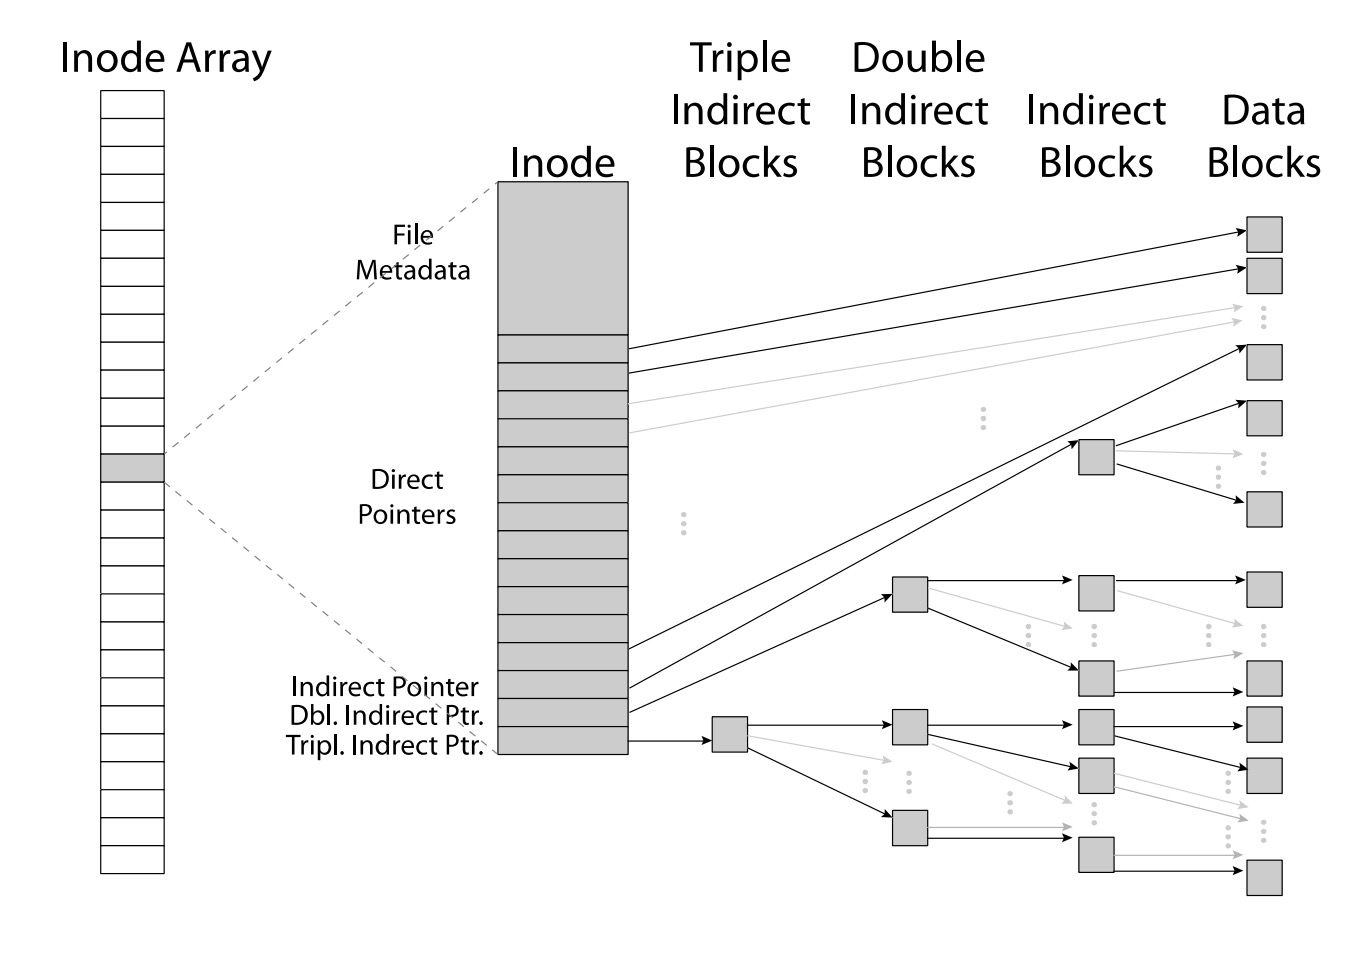 Inode Array
Triple
Indirect
Blocks
Double
Indirect
Blocks
Indirect
Blocks
Data
Blocks
Inode
File
Metadata
Direct
Pointers
Indirect Pointer
Dbl. Indirect Ptr.
Tripl. Indrect Ptr.